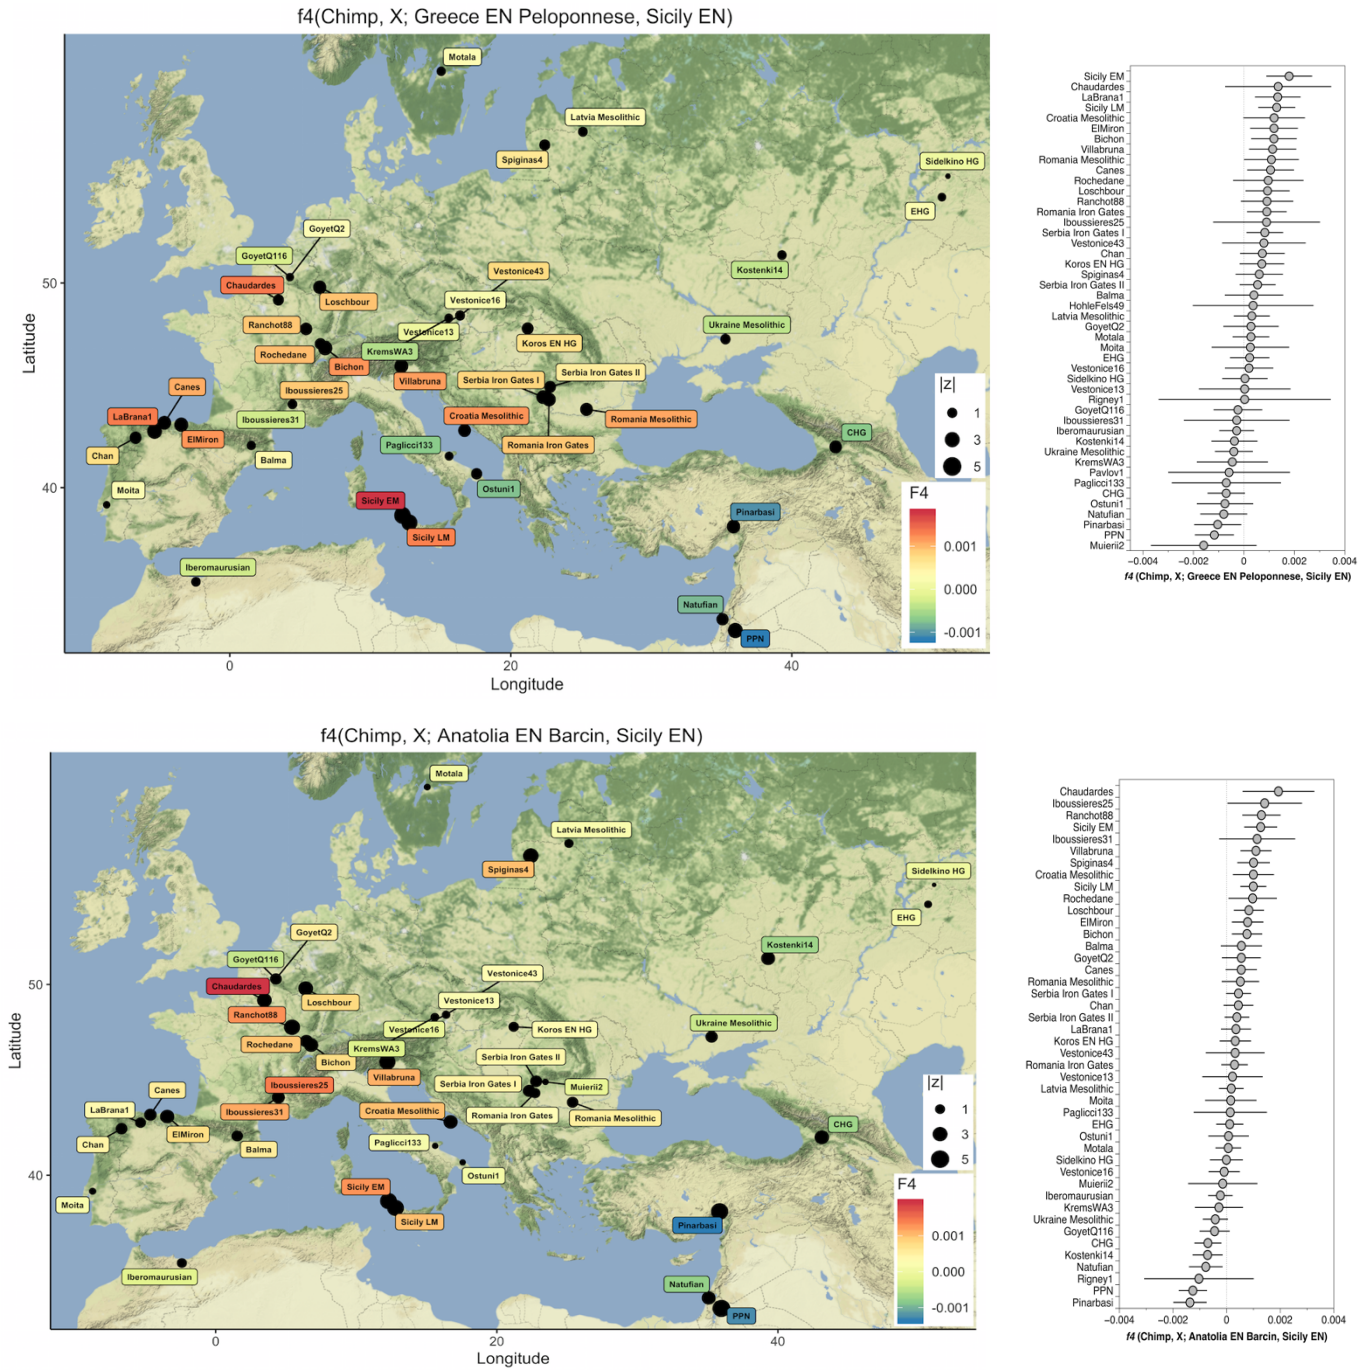 f4(Chimp, X; Greece EN Peloponnese, Sicily EN)
Motala
Latvia Mesolithic
Spiginas4
Sidelkino HG
EHG
GoyetQ2
GoyetQ116
Kostenki14
Chaudardes
Vestonice43
Loschbour
Vestonice16
Ranchot88
Vestonice13
Ukraine Mesolithic
Koros EN HG
Rochedane
KremsWA3
Bichon
Serbia Iron Gates II
Canes
Iboussieres25
Villabruna
Serbia Iron Gates I
LaBrana1
Iboussieres31
Croatia Mesolithic
Romania Mesolithic
ElMiron
CHG
Chan
Balma
Paglicci133
Romania Iron Gates
Moita
Ostuni1
Sicily EM
Pinarbasi
Sicily LM
Iberomaurusian
Natufian
PPN
|z|
1
3
5
F4
0.001
0.000
-0.001
50
40
Latitude
0
20
40
Longitude
Sicily EM
Chaudardes
LaBrana1
Sicily LM
Croatia Mesolithic
ElMiron
Bichon
Villabruna
Romania Mesolithic
Canes
Rochedane
Loschbour
Ranchot88
Romania Iron Gates
Iboussieres25
Serbia Iron Gates I
Vestonice43
Chan
Koros EN HG
Spiginas4
Serbia Iron Gates II
Balma
HohleFels49
Latvia Mesolithic
GoyetQ2
Motala
Moita
EHG
Vestonice16
Sidelkino HG
Vestonice13
Rigney1
GoyetQ116
Iboussieres31
Iberomaurusian
Kostenki14
Ukraine Mesolithic
KremsWA3
Pavlov1
Paglicci133
CHG
Ostuni1
Natufian
Pinarbasi
PPN
Muierii2
−0.004 −0.002 0 0.002 0.004
f4 (Chimp, X; Greece EN Peloponnese, Sicily EN)
f4(Chimp, X; Anatolia EN Barcin, Sicily EN)
Motala
Latvia Mesolithic
Spiginas4
Sidelkino HG
EHG
GoyetQ2
GoyetQ116
Kostenki14
Chaudardes
Vestonice43
Loschbour
Vestonice13
Ranchot88
Vestonice16
Koros EN HG
Ukraine Mesolithic
Rochedane
KremsWA3
Bichon
Serbia Iron Gates II
Villabruna
Canes
Iboussieres25
Serbia Iron Gates I
Muierii2
LaBrana1
Iboussieres31
Croatia Mesolithic
Romania Iron Gates
Romania Mesolithic
CHG
ElMiron
Chan
Balma
Paglicci133
Ostuni1
Sicily EM
Moita
Sicily LM
Pinarbasi
Iberomaurusian
Natufian
PPN
|z|
1
3
5
F4
0.001
0.000
-0.001
50
40
Latitude
0
20
40
Longitude
Chaudardes
Iboussieres25
Ranchot88
Sicily EM
Iboussieres31
Villabruna
Spiginas4
Croatia Mesolithic
Sicily LM
Rochedane
Loschbour
ElMiron
Bichon
Balma
GoyetQ2
Canes
Romania Mesolithic
Serbia Iron Gates I
Chan
Serbia Iron Gates II
LaBrana1
Koros EN HG
Vestonice43
Romania Iron Gates
Vestonice13
Latvia Mesolithic
Moita
Paglicci133
EHG
Ostuni1
Motala
Sidelkino HG
Vestonice16
Muierii2
Iberomaurusian
KremsWA3
Ukraine Mesolithic
GoyetQ116
CHG
Kostenki14
Natufian
Rigney1
PPN
Pinarbasi
−0.004 −0.002 0 0.002 0.004
f4 (Chimp, X; Anatolia EN Barcin, Sicily EN)